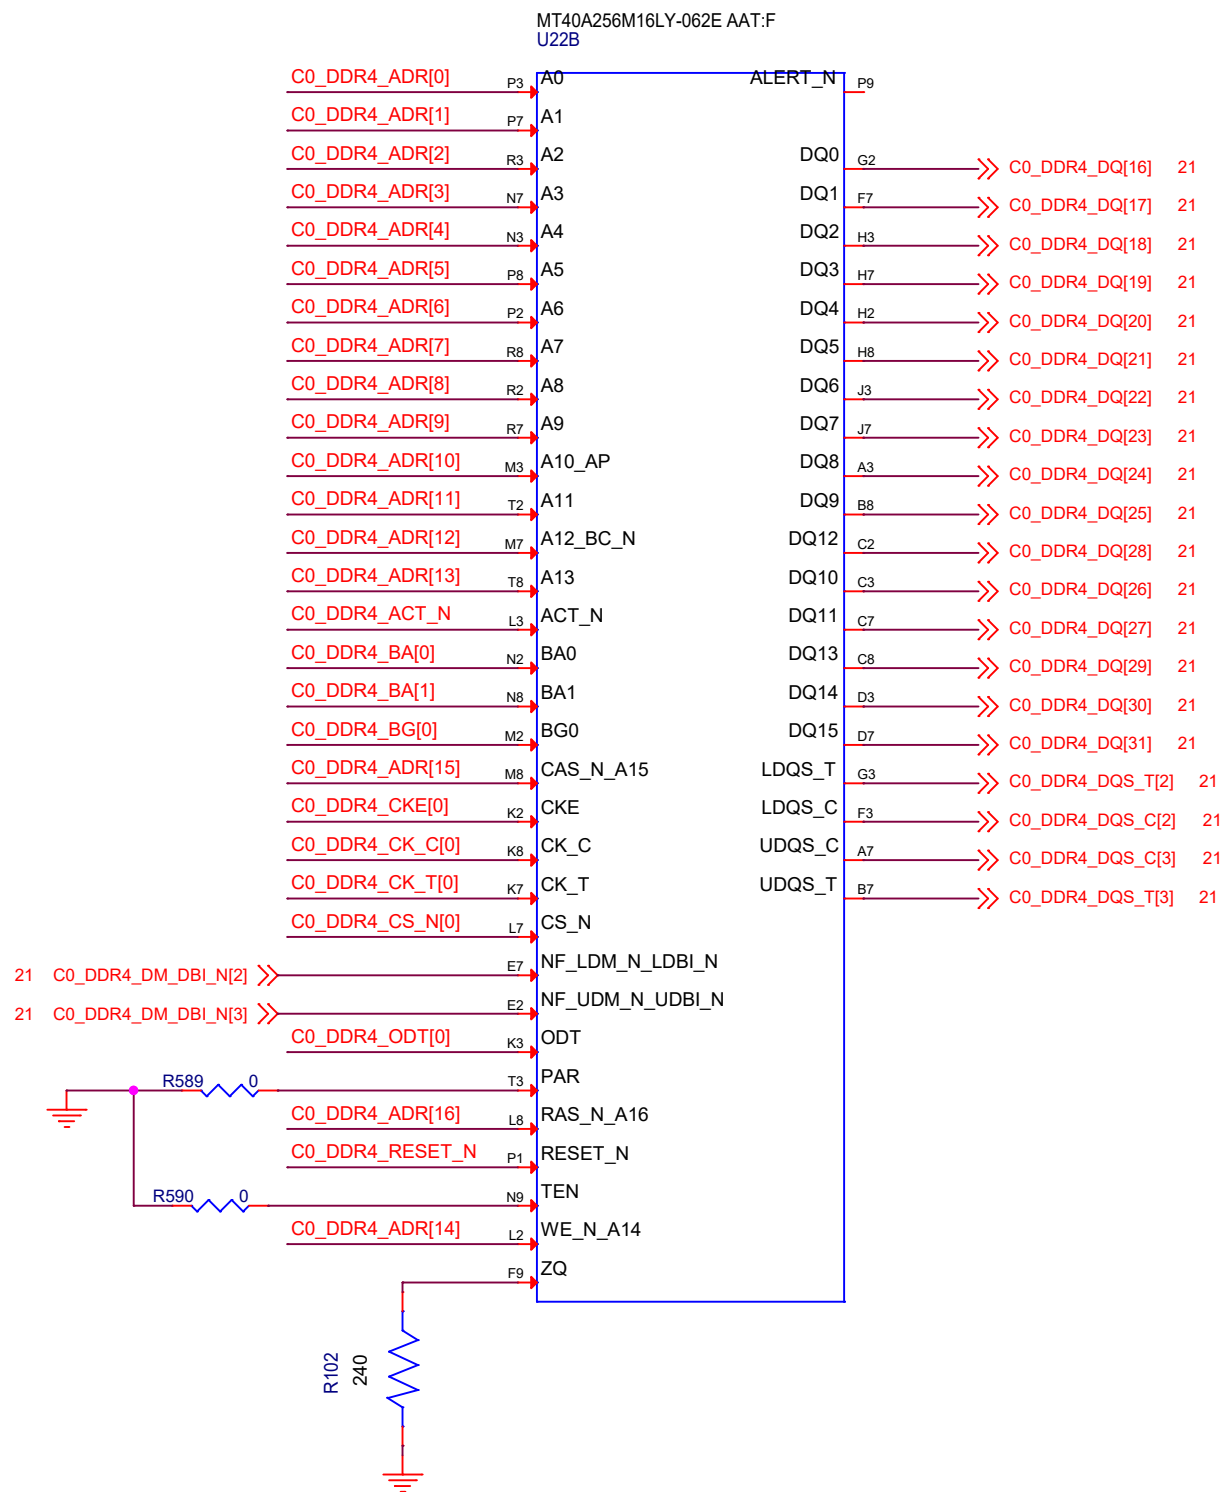 MT40A256M16LY-062E AAT:F
U22B
C0_DDR4_ADR[0] P3 A0 ALERT_N P9
C0_DDR4_ADR[1] P7 A1
C0_DDR4_ADR[2] R3 A2 DQ0 G2 C0_DDR4_DQ[16] 21
C0_DDR4_ADR[3] N7 A3 DQ1 F7 C0_DDR4_DQ[17] 21
C0_DDR4_ADR[4] N3 A4 DQ2 H3 C0_DDR4_DQ[18] 21
C0_DDR4_ADR[5] P8 A5 DQ3 H7 C0_DDR4_DQ[19] 21
C0_DDR4_ADR[6] P2 A6 DQ4 H2 C0_DDR4_DQ[20] 21
C0_DDR4_ADR[7] R8 A7 DQ5 H8 C0_DDR4_DQ[21] 21
C0_DDR4_ADR[8] R2 A8 DQ6 J3 C0_DDR4_DQ[22] 21
C0_DDR4_ADR[9] R7 A9 DQ7 J7 C0_DDR4_DQ[23] 21
C0_DDR4_ADR[10] M3 A10_AP DQ8 A3 C0_DDR4_DQ[24] 21
C0_DDR4_ADR[11] T2 A11 DQ9 B8 C0_DDR4_DQ[25] 21
C0_DDR4_ADR[12] M7 A12_BC_N DQ12 C2 C0_DDR4_DQ[28] 21
C0_DDR4_ADR[13] T8 A13 DQ10 C3 C0_DDR4_DQ[26] 21
C0_DDR4_ACT_N L3 ACT_N DQ11 C7 C0_DDR4_DQ[27] 21
C0_DDR4_BA[0] N2 BA0 DQ13 C8 C0_DDR4_DQ[29] 21
C0_DDR4_BA[1] N8 BA1 DQ14 D3 C0_DDR4_DQ[30] 21
C0_DDR4_BG[0] M2 BG0 DQ15 D7 C0_DDR4_DQ[31] 21
C0_DDR4_ADR[15] M8 CAS_N_A15 LDQS_T G3 C0_DDR4_DQS_T[2] 21
C0_DDR4_CKE[0] K2 CKE LDQS_C F3 C0_DDR4_DQS_C[2] 21
C0_DDR4_CK_C[0] K8 CK_C UDQS_C A7 C0_DDR4_DQS_C[3] 21
C0_DDR4_CK_T[0] K7 CK_T UDQS_T B7 C0_DDR4_DQS_T[3] 21
C0_DDR4_CS_N[0] L7 CS_N
21 C0_DDR4_DM_DBI_N[2] E7 NF_LDM_N_LDBI_N
21 C0_DDR4_DM_DBI_N[3] E2 NF_UDM_N_UDBI_N
C0_DDR4_ODT[0] K3 ODT
R589 0 T3 PAR
C0_DDR4_ADR[16] L8 RAS_N_A16
C0_DDR4_RESET_N P1 RESET_N
R590 0 N9 TEN
C0_DDR4_ADR[14] L2 WE_N_A14
F9 ZQ
R102
240